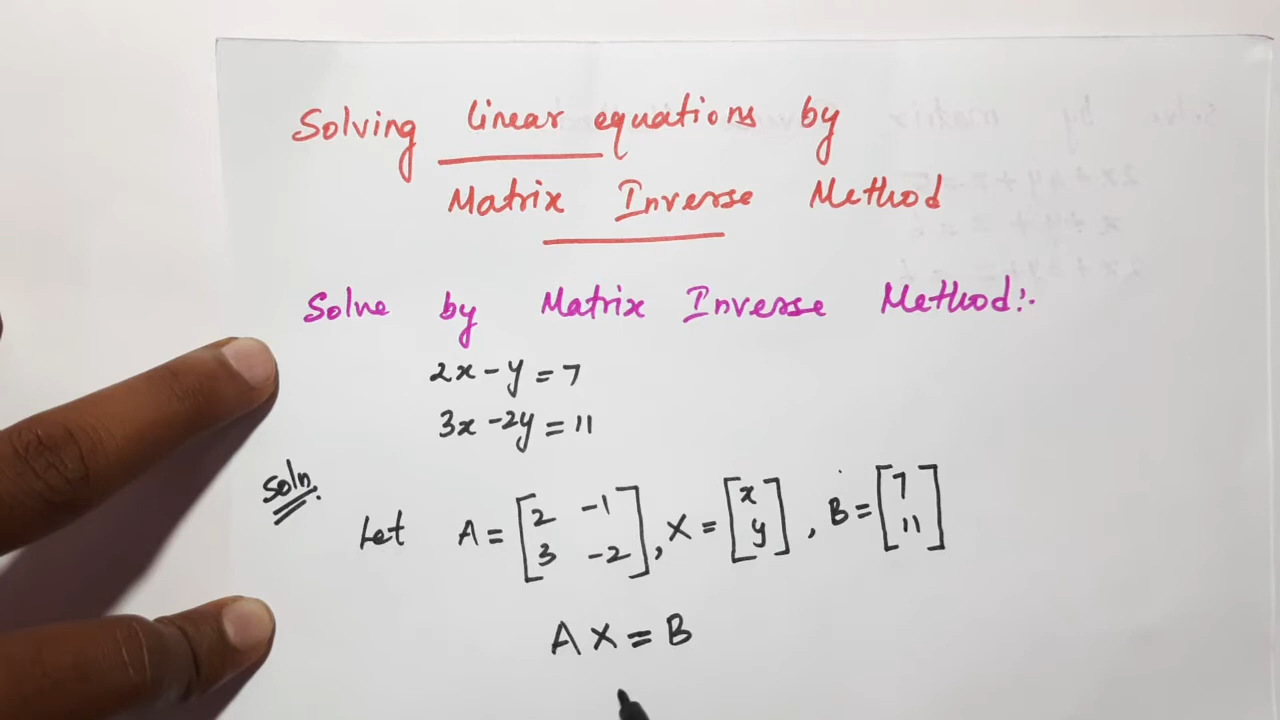 Solving linear equations by
Matrix Inverse Method
Solve by Matrix Inverse Method:-
2x - y = 7
3x - 2y = 11
Soln.
Let A = [2 -1
3 -2], X = [x
y], B = [7
11]
AX = B